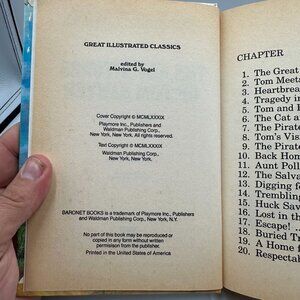 GREAT ILLUSTRATED CLASSICS
edited by
Malvina G. Vogel
Cover Copyright © MCMLXXXIX
Playmore Inc., Publishers and
Waldman Publishing Corp.,
New York, New York. All rights reserved.
Text Copyright © MCMLXXXIX
Waldman Publishing Corp.,
New York, New York.
BARONET BOOKS is a trademark of Playmore Inc., Publishers
and Waldman Publishing Corp., New York, N.Y.
No part of this book may be reproduced or
copied in any form without written
permission from the publisher.
Printed in the United States of America
CHAPTER
1. The Great
2. Tom Meets
3. Heartbrea
4. Tragedy i
5. Tom and
6. The Cat a
7. The Pirate
8. Tom's Vis
9. The Pirate
10. Back Hom
11. Aunt Poll
12. The Salva
13. Digging fo
14. Trembling
15. Huck Sav
16. Lost in th
17. Escape!
18. Buried Tr
19. A Home f
20. Respectak